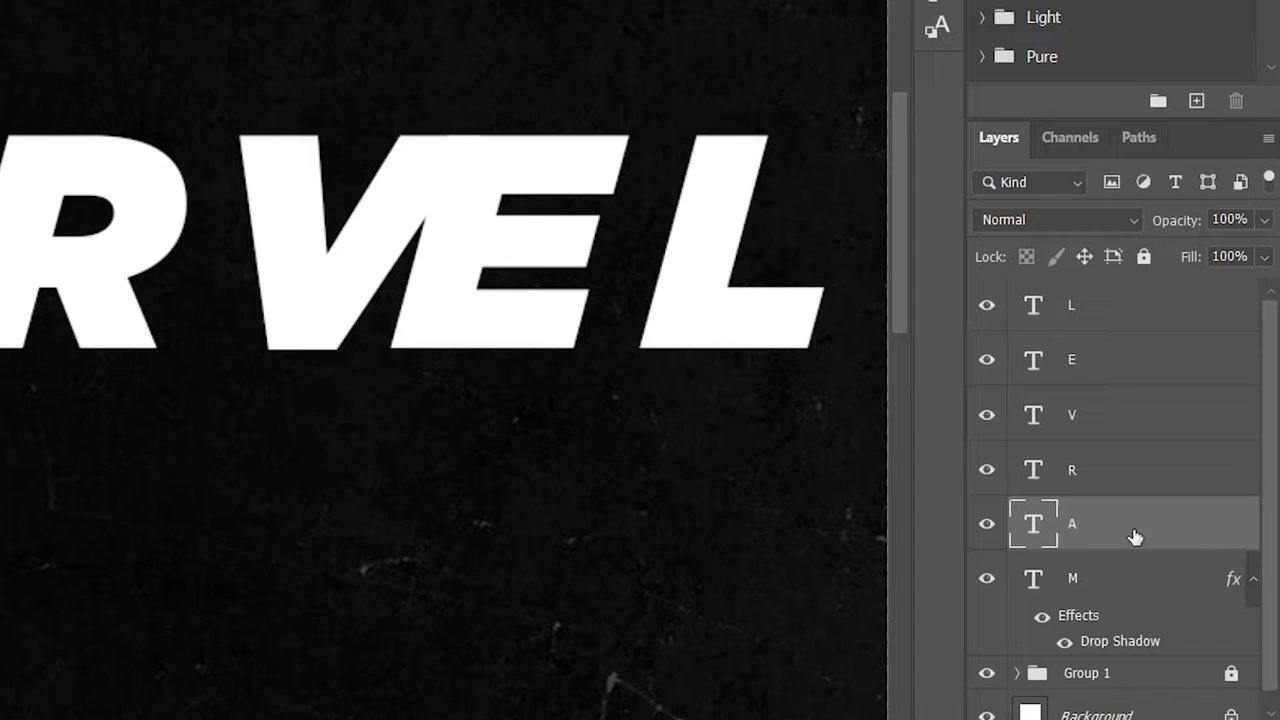 Light
Pure
RVEL
Layers Channels Paths
Kind
Normal Opacity: 100%
Lock: Fill: 100%
L
E
V
R
A
M fx
Effects
Drop Shadow
Group 1
Background